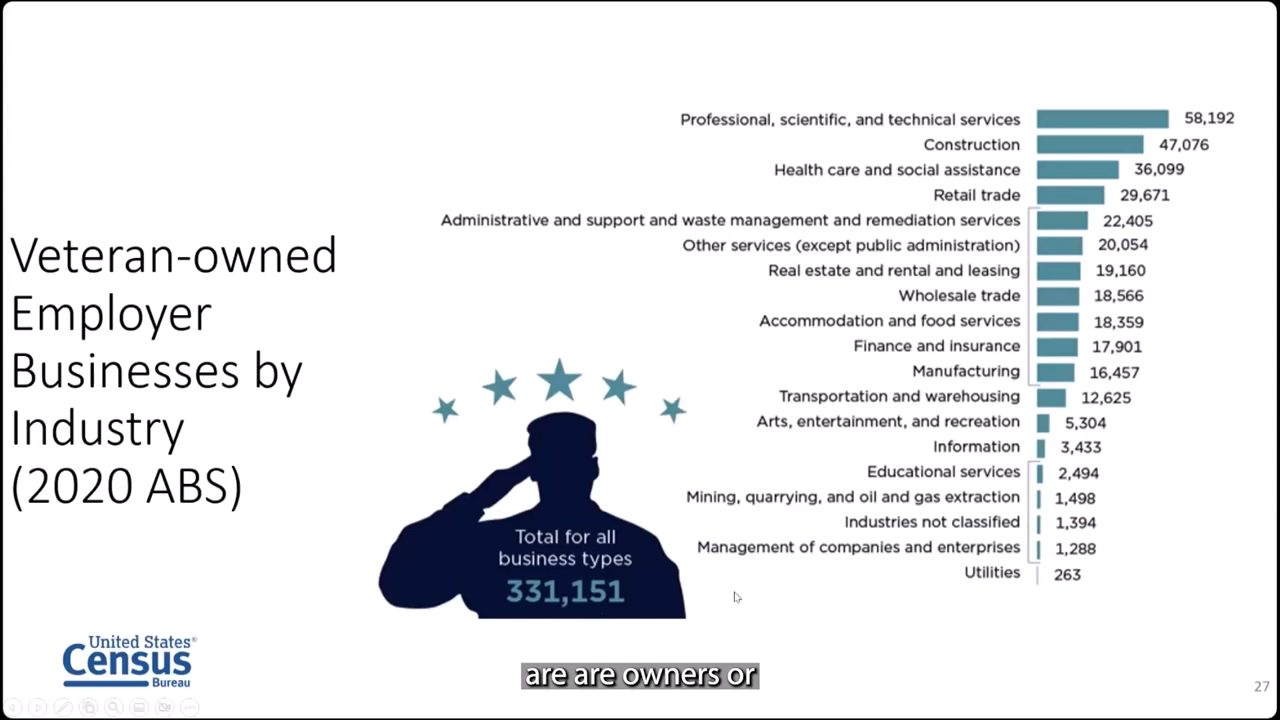 Veteran-owned
Employer
Businesses by
Industry
(2020 ABS)
Professional, scientific, and technical services 58,192
Construction 47,076
Health care and social assistance 36,099
Retail trade 29,671
Administrative and support and waste management and remediation services 22,405
Other services (except public administration) 20,054
Real estate and rental and leasing 19,160
Wholesale trade 18,566
Accommodation and food services 18,359
Finance and insurance 17,901
Manufacturing 16,457
Transportation and warehousing 12,625
Arts, entertainment, and recreation 5,304
Information 3,433
Educational services 2,494
Mining, quarrying, and oil and gas extraction 1,498
Industries not classified 1,394
Management of companies and enterprises 1,288
Utilities 263
Total for all
business types
331,151
United States®
Census
Bureau
are are owners or
27